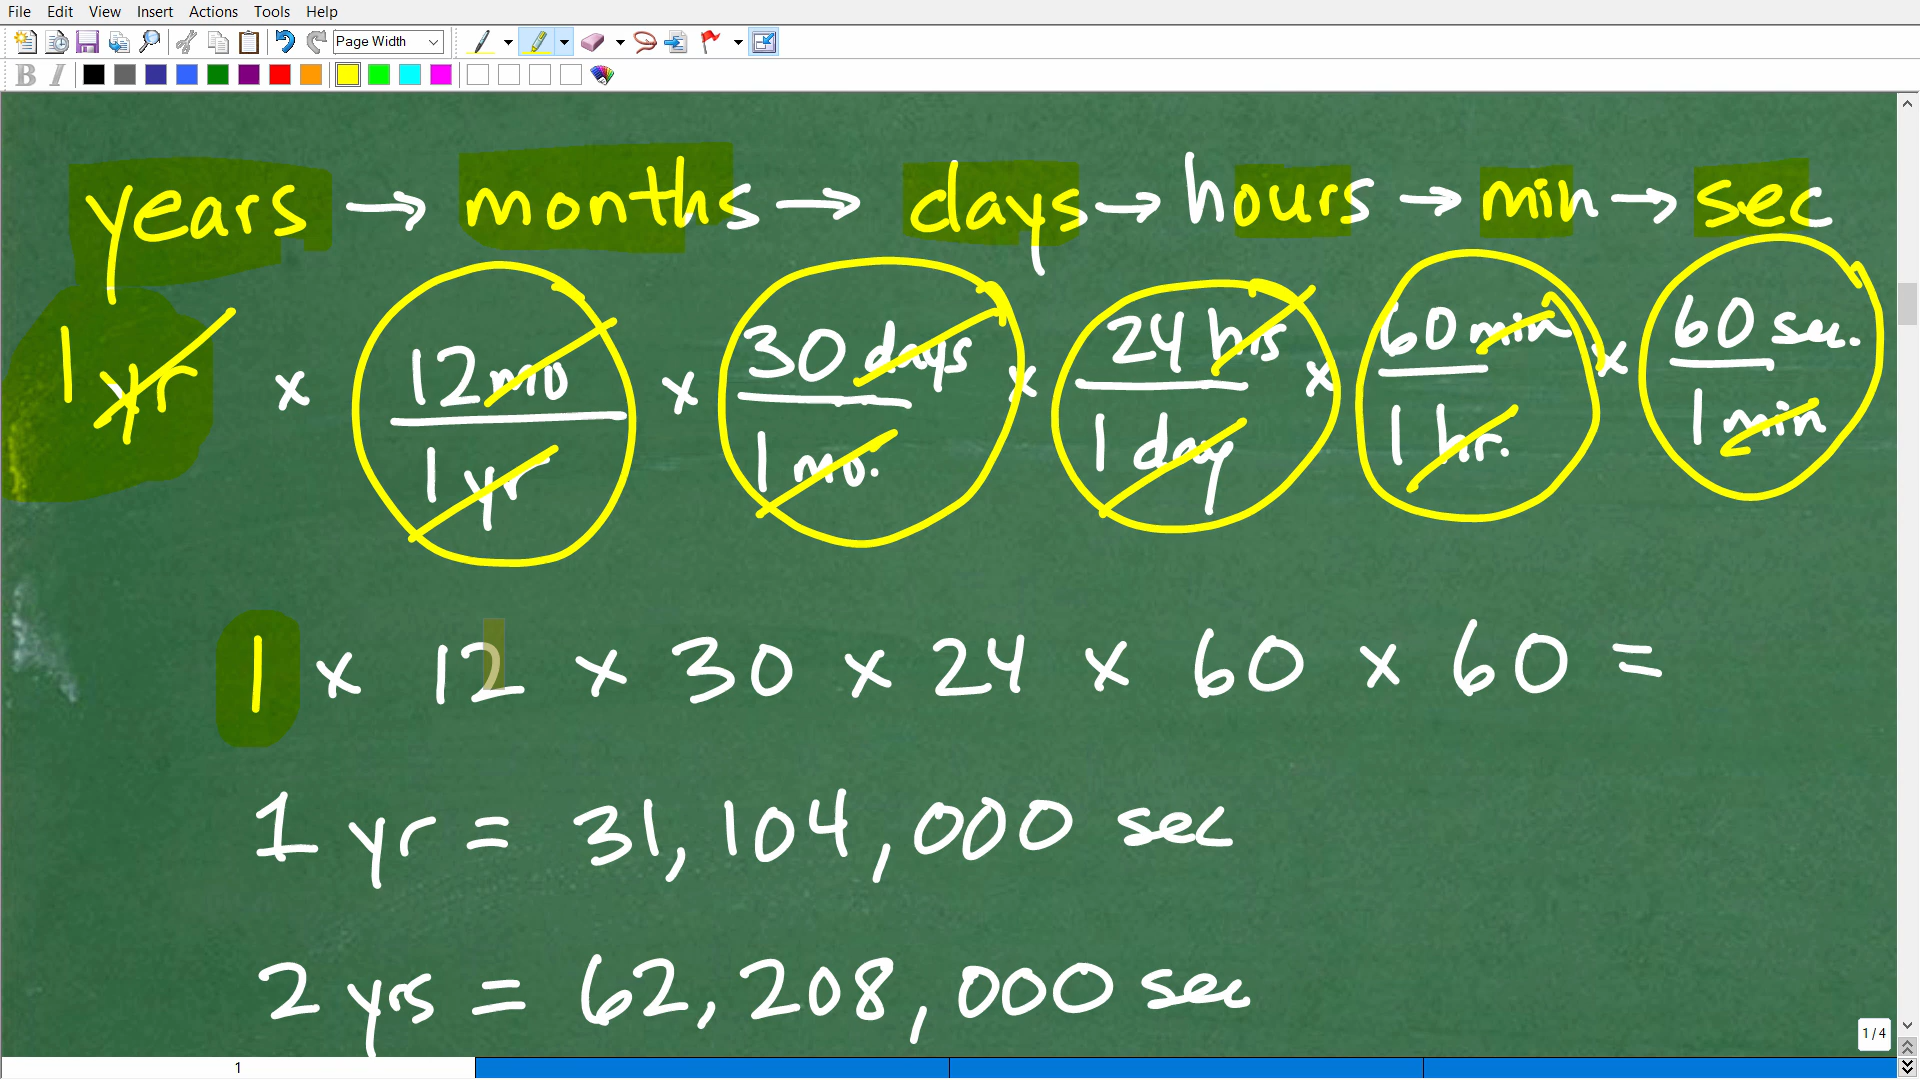 File Edit View Insert Actions Tools Help
Page Width
B I
years → months → days → hours → min → sec
1 yr × 12 mo / 1 yr × 30 days / 1 mo. × 24 hrs / 1 day × 60 min / 1 hr. × 60 sec. / 1 min
1 × 12 × 30 × 24 × 60 × 60 =
1 yr = 31,104,000 sec
2 yrs = 62,208,000 sec
1/4
1